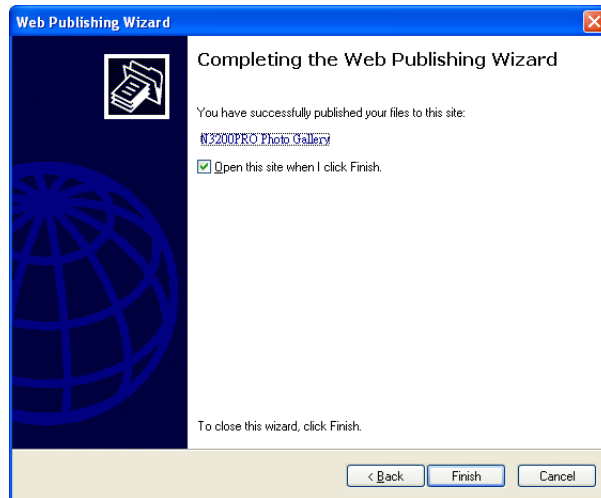 Web Publishing Wizard
Completing the Web Publishing Wizard
You have successfully published your files to this site:
N3200PRO Photo Gallery
Open this site when I click Finish.
To close this wizard, click Finish.
< Back
Finish
Cancel